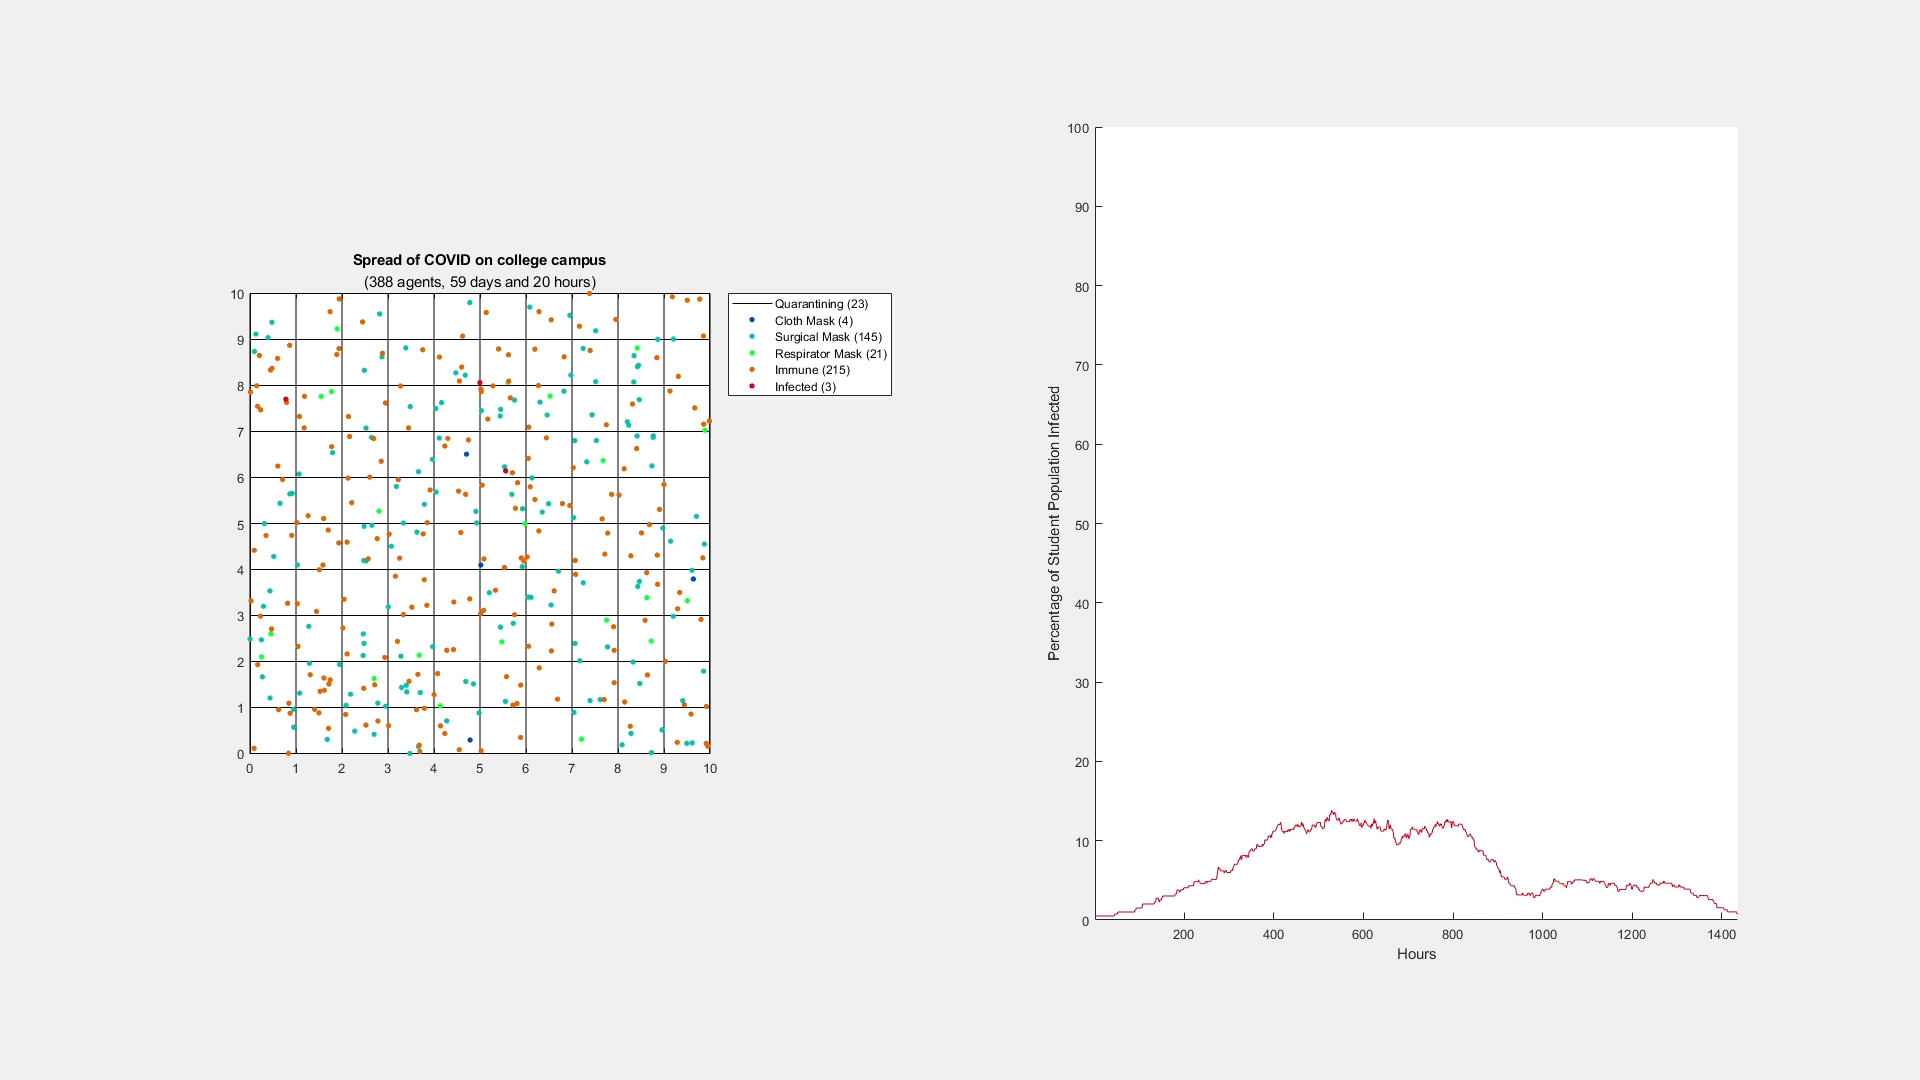 Spread of COVID on college campus
(388 agents, 59 days and 20 hours)
10
9
8
7
6
5
4
3
2
1
0
0 1 2 3 4 5 6 7 8 9 10
Quarantining (23)
Cloth Mask (4)
Surgical Mask (145)
Respirator Mask (21)
Immune (215)
Infected (3)
Percentage of Student Population Infected
100
90
80
70
60
50
40
30
20
10
0
200 400 600 800 1000 1200 1400
Hours